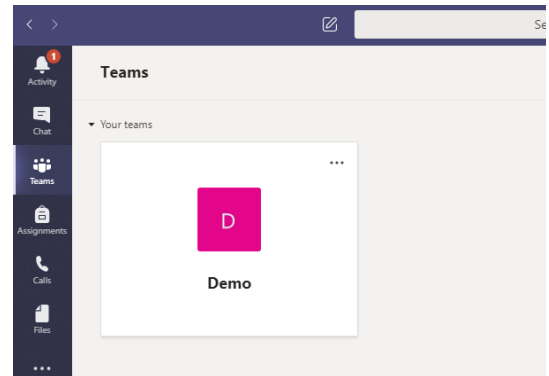 Se
1
Activity
Teams
Chat
Your teams
Teams
D
Assignments
Demo
Calls
Files